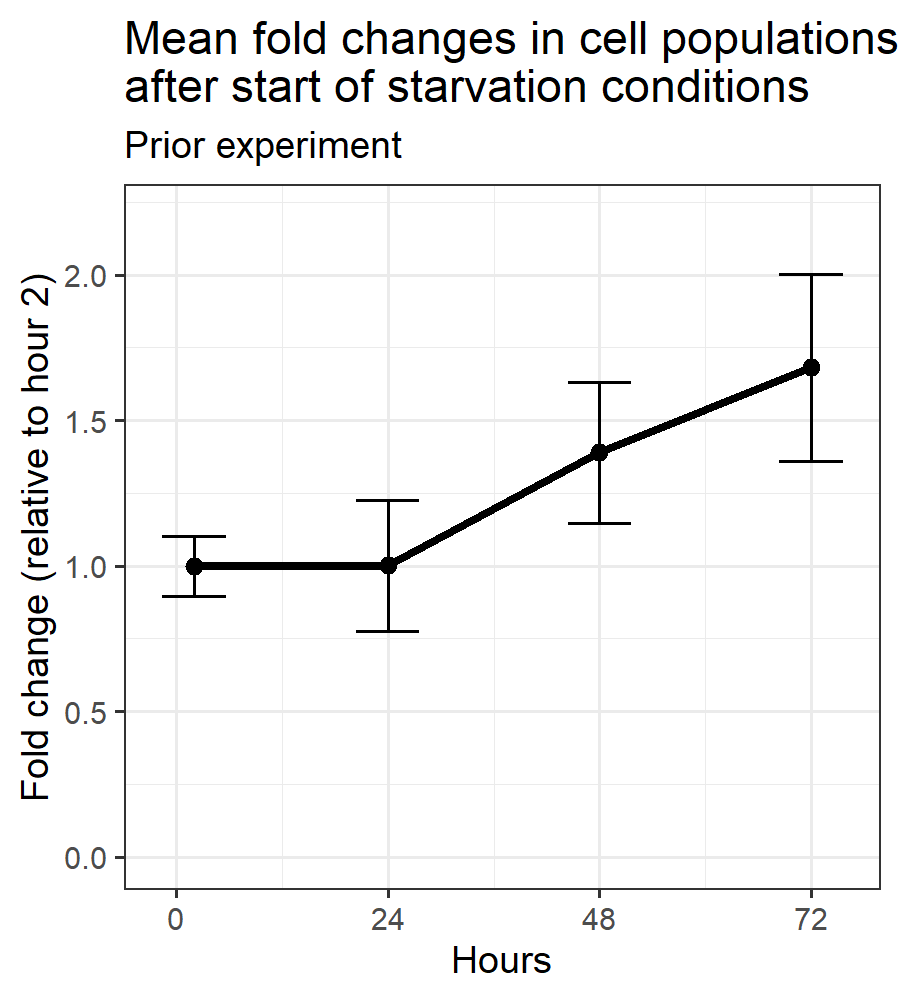 Mean fold changes in cell populations
after start of starvation conditions
Prior experiment
Fold change (relative to hour 2)
2.0
1.5
1.0
0.5
0.0
0 24 48 72
Hours